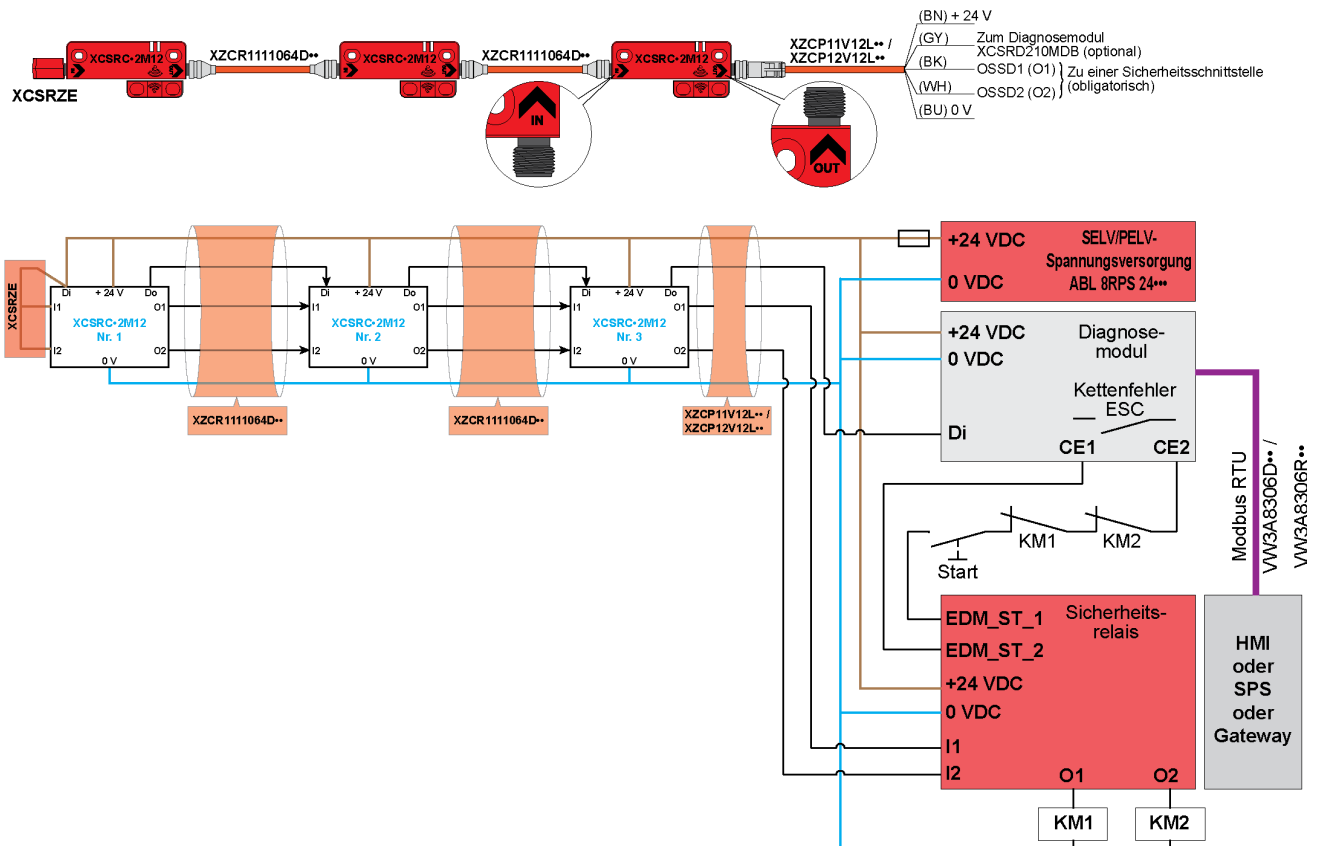 (BN) + 24 V
(GY)
Zum Diagnosemodul
XCSRD210MDB (optional)
(BK)
OSSD1 (O1)
Zu einer Sicherheitsschnittstelle
(obligatorisch)
(WH)
OSSD2 (O2)
(BU) 0 V
XCSRZE
XCSRC•2M12
XZCR1111064D••
XCSRC•2M12
XZCR1111064D••
XCSRC•2M12
XZCP11V12L•• /
XZCP12V12L••
IN
OUT
XCSRZE
Di
+ 24 V
Do
I1
O1
XCSRC•2M12
Nr. 1
I2
O2
0 V
XZCR1111064D••
Di
+ 24 V
Do
I1
O1
XCSRC•2M12
Nr. 2
I2
O2
0 V
XZCR1111064D••
Di
+ 24 V
Do
I1
O1
XCSRC•2M12
Nr. 3
I2
O2
0 V
XZCP11V12L•• /
XZCP12V12L••
+24 VDC
0 VDC
SELV/PELV-
Spannungsversorgung
ABL 8RPS 24•••
+24 VDC
0 VDC
Diagnose-
modul
Kettenfehler
ESC
Di
CE1
CE2
KM1
KM2
Start
Modbus RTU
VW3A8306D•• /
VW3A8306R••
EDM_ST_1
EDM_ST_2
Sicherheits-
relais
+24 VDC
0 VDC
I1
I2
O1
O2
HMI
oder
SPS
oder
Gateway
KM1
KM2